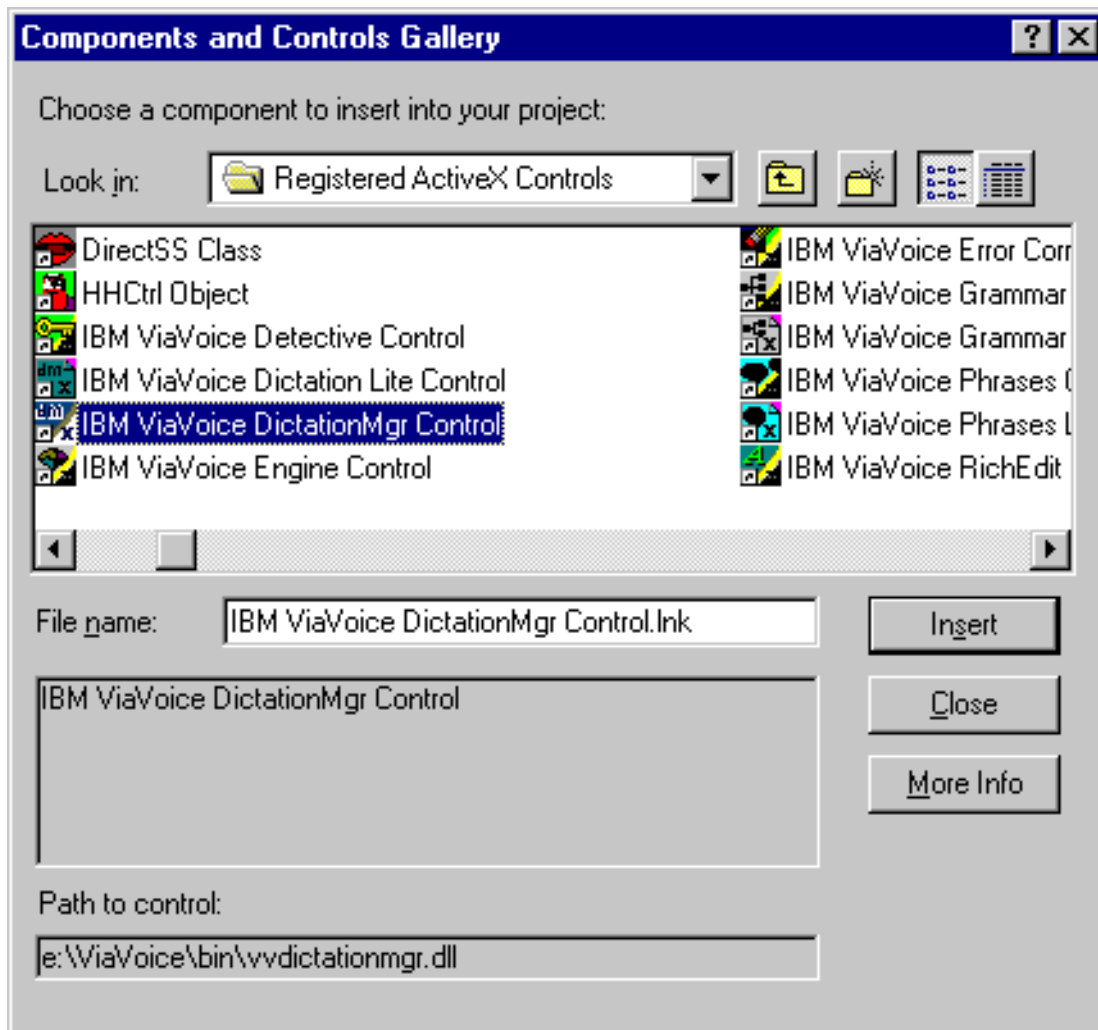 Components and Controls Gallery
Choose a component to insert into your project:
Look in: Registered ActiveX Controls
DirectSS Class
HHCtrl Object
IBM ViaVoice Detective Control
IBM ViaVoice Dictation Lite Control
IBM ViaVoice DictationMgr Control
IBM ViaVoice Engine Control
IBM ViaVoice Error Corr
IBM ViaVoice Grammar
IBM ViaVoice Grammar
IBM ViaVoice Phrases
IBM ViaVoice Phrases L
IBM ViaVoice RichEdit
File name: IBM ViaVoice DictationMgr Control.lnk
Insert
IBM ViaVoice DictationMgr Control
Close
More Info
Path to control:
e:\ViaVoice\bin\vvdictationmgr.dll